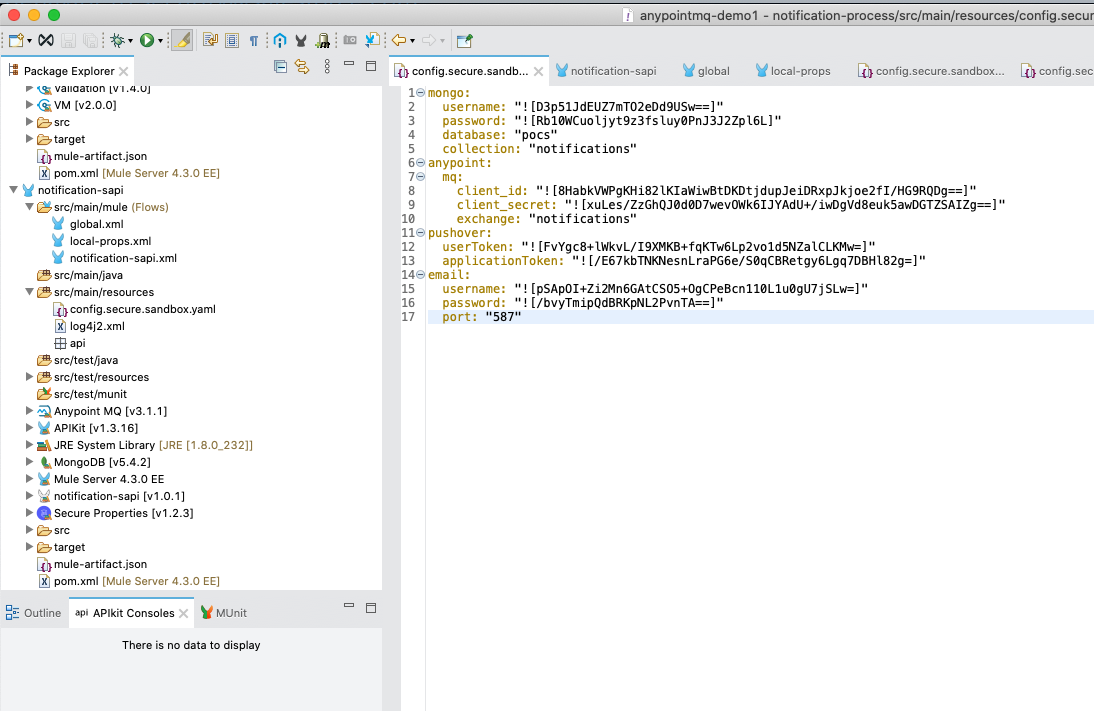 anypointmq-demo1 - notification-process/src/main/resources/config.secur
Package Explorer
config.secure.sandb...
notification-sapi
global
local-props
config.secure.sandbox...
config.sec
Validation [v1.4.0]
VM [v2.0.0]
src
target
mule-artifact.json
pom.xml [Mule Server 4.3.0 EE]
notification-sapi
src/main/mule (Flows)
global.xml
local-props.xml
notification-sapi.xml
src/main/java
src/main/resources
config.secure.sandbox.yaml
log4j2.xml
api
src/test/java
src/test/resources
src/test/munit
Anypoint MQ [v3.1.1]
APIKit [v1.3.16]
JRE System Library [JRE [1.8.0_232]]
MongoDB [v5.4.2]
Mule Server 4.3.0 EE
notification-sapi [v1.0.1]
Secure Properties [v1.2.3]
src
target
mule-artifact.json
pom.xml [Mule Server 4.3.0 EE]
1 mongo:
2 username: "![D3p51JdEUZ7mTO2eDd9USw==]"
3 password: "![Rb10WCuoljyt9z3fsluy0PnJ3J2Zpl6L]"
4 database: "pocs"
5 collection: "notifications"
6 anypoint:
7 mq:
8 client_id: "![8HabkVWPgKHi82lKIaWiwBtDKDtjdupJeiDRxpJkjoe2fI/HG9RQDg==]"
9 client_secret: "![xuLes/ZzGhQJ0d0D7wevOWk6IJYAdU+/iwDgVd8euk5awDGTZSAIZg==]"
10 exchange: "notifications"
11 pushover:
12 userToken: "![FvYgc8+lWkvL/I9XMKB+fqKTw6Lp2vo1d5NZalCLKMw=]"
13 applicationToken: "![/E67kbTNKNesnLraPG6e/S0qCBRetgy6Lgq7DBHl82g=]"
14 email:
15 username: "![pSApOI+Zi2Mn6GAtCSO5+OgCPeBcn110L1u0gU7jSLw=]"
16 password: "![/bvyTmipQdBRKpNL2PvnTA==]"
17 port: "587"
Outline
api APIkit Consoles
MUnit
There is no data to display